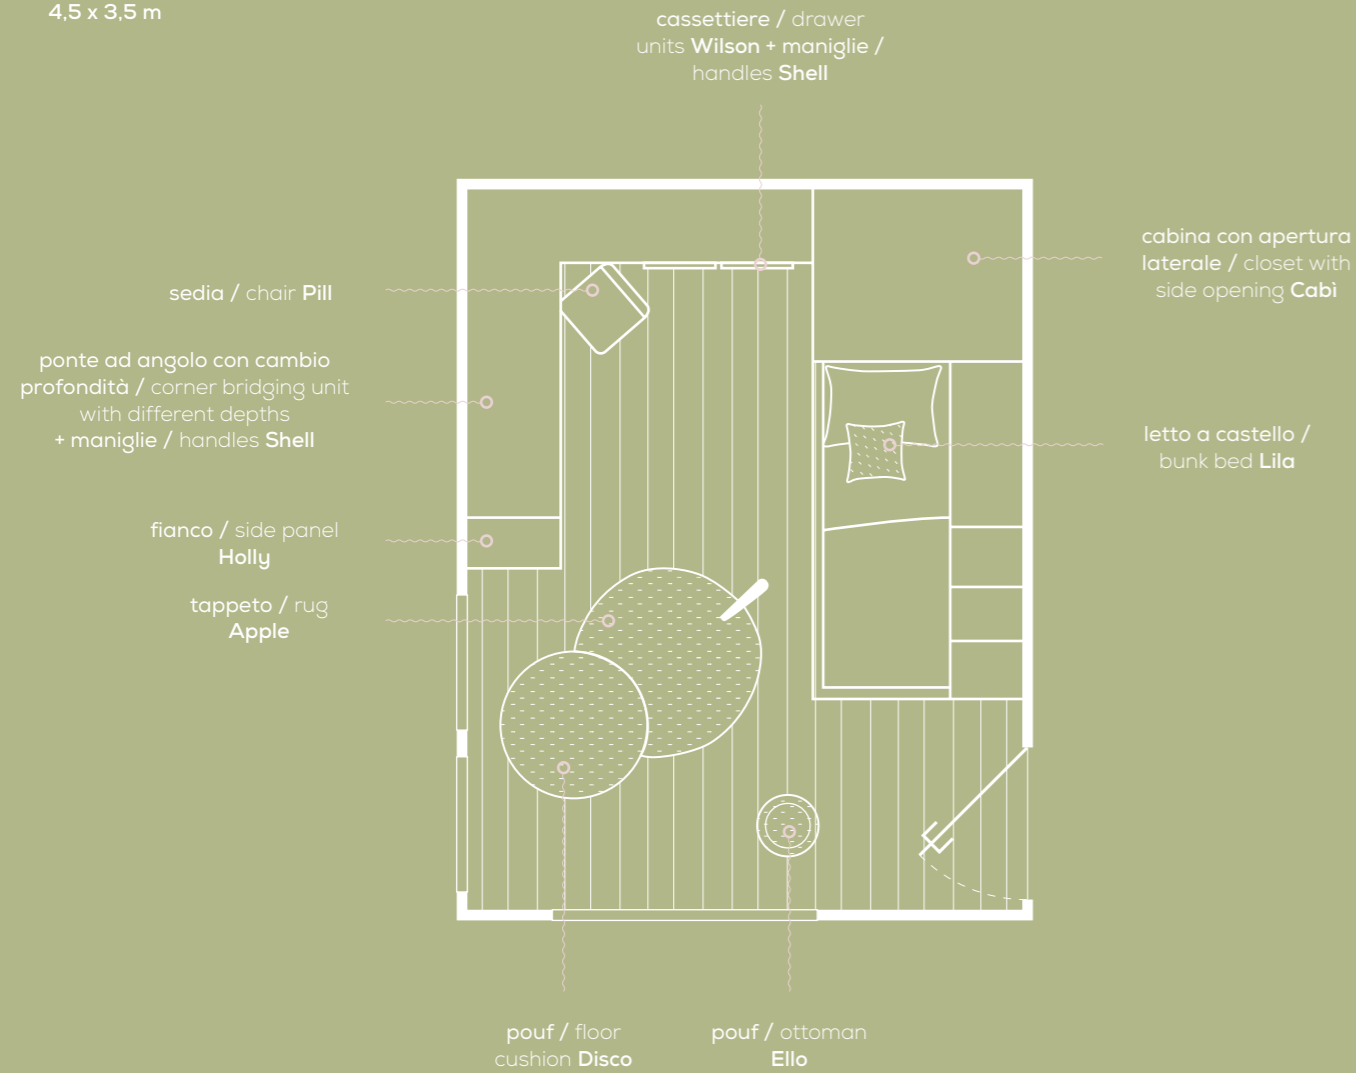 4,5 x 3,5 m
cassettiere / drawer
units Wilson + maniglie /
handles Shell
cabina con apertura
laterale / closet with
side opening Cabì
sedia / chair Pill
ponte ad angolo con cambio
profondità / corner bridging unit
with different depths
+ maniglie / handles Shell
letto a castello /
bunk bed Lila
fianco / side panel
Holly
tappeto / rug
Apple
pouf / floor
cushion Disco
pouf / ottoman
Ello